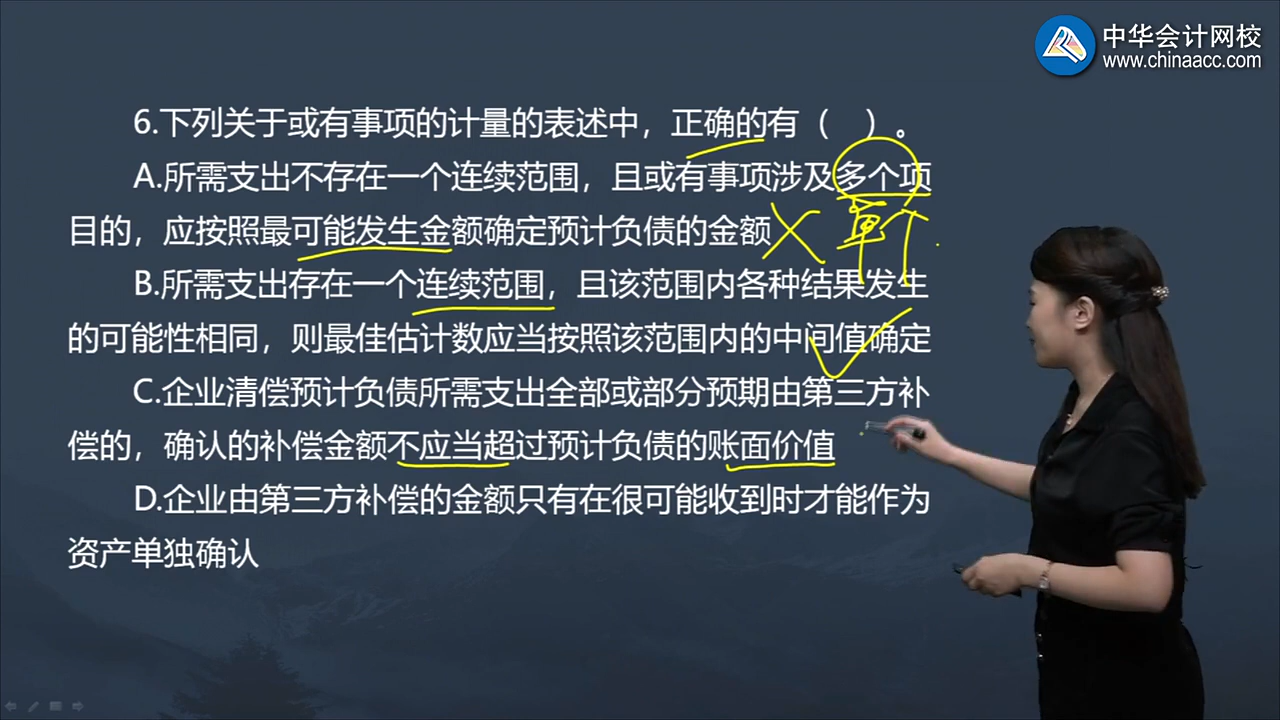 中华会计网校
www.chinaacc.com
6.下列关于或有事项的计量的表述中，正确的有（　）。
A.所需支出不存在一个连续范围，且或有事项涉及多个项
目的，应按照最可能发生金额确定预计负债的金额
单个
B.所需支出存在一个连续范围，且该范围内各种结果发生
的可能性相同，则最佳估计数应当按照该范围内的中间值确定
C.企业清偿预计负债所需支出全部或部分预期由第三方补
偿的，确认的补偿金额不应当超过预计负债的账面价值
D.企业由第三方补偿的金额只有在很可能收到时才能作为
资产单独确认